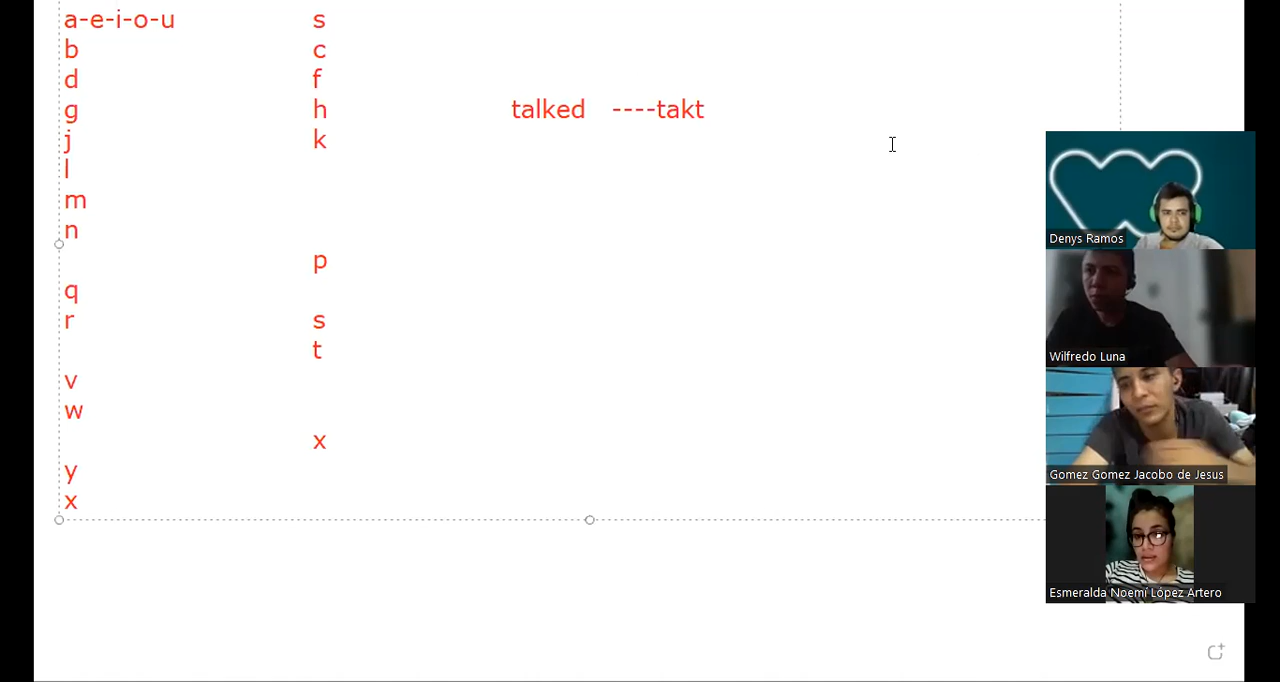 a-e-i-o-u s
b c
d f
g h talked ----takt
j k
l
m
n
p
q
r s
t
v
w
x
y
x
Denys Ramos
Wilfredo Luna
Gomez Gomez Jacobo de Jesus
Esmeralda Noemí López Artero